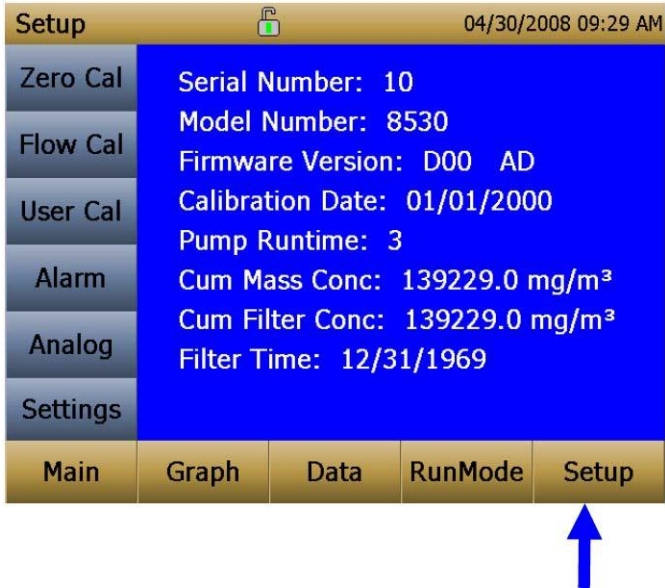 Setup 04/30/2008 09:29 AM
Zero Cal
Flow Cal
User Cal
Alarm
Analog
Settings
Serial Number: 10
Model Number: 8530
Firmware Version: D00 AD
Calibration Date: 01/01/2000
Pump Runtime: 3
Cum Mass Conc: 139229.0 mg/m³
Cum Filter Conc: 139229.0 mg/m³
Filter Time: 12/31/1969
Main Graph Data RunMode Setup